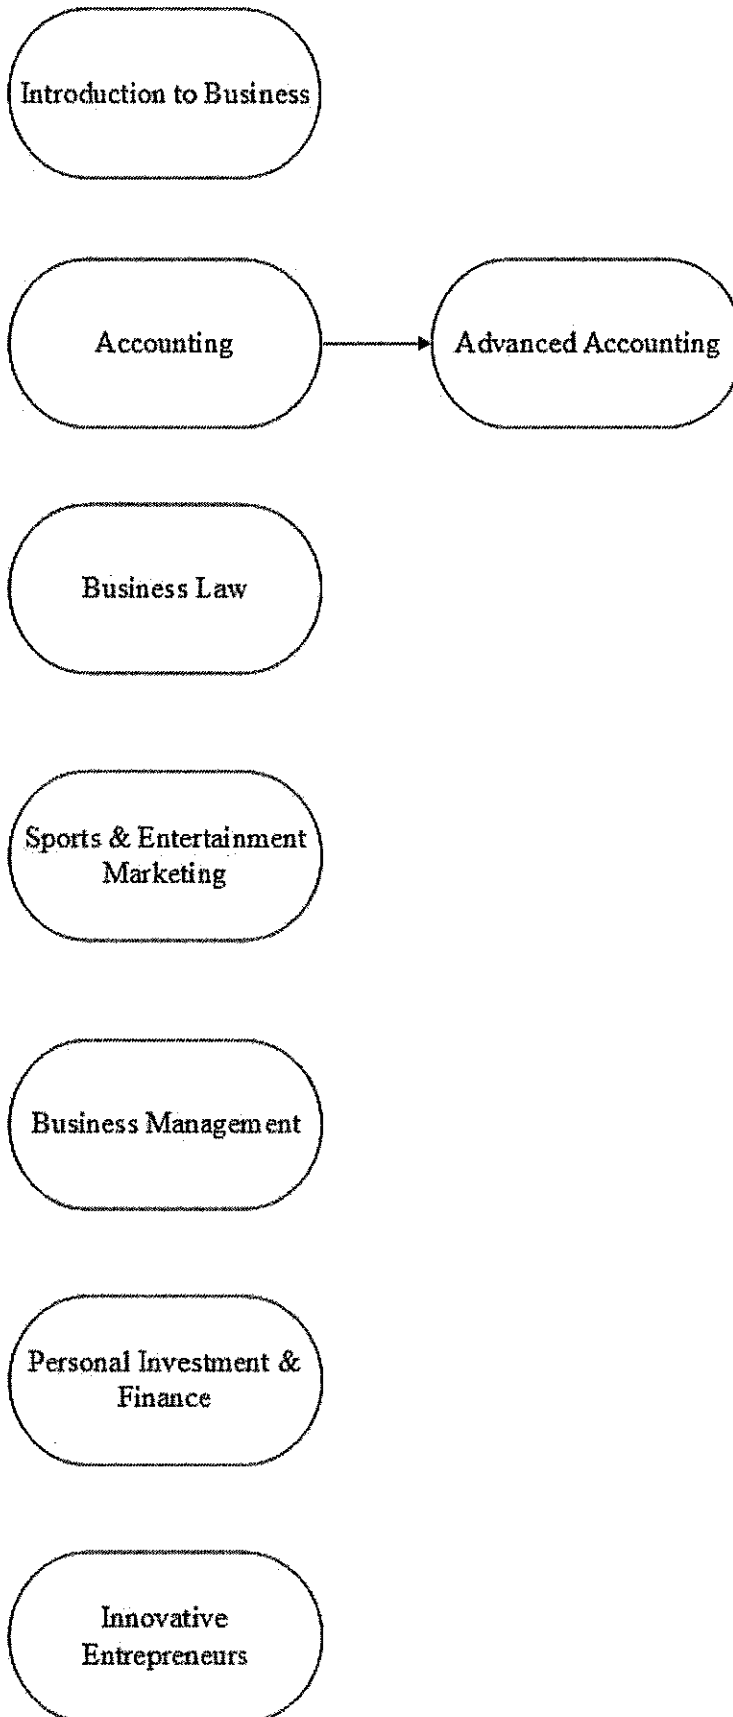 Introduction to Business
Accounting
Advanced Accounting
Business Law
Sports & Entertainment
Marketing
Business Management
Personal Investment &
Finance
Innovative
Entrepreneurs